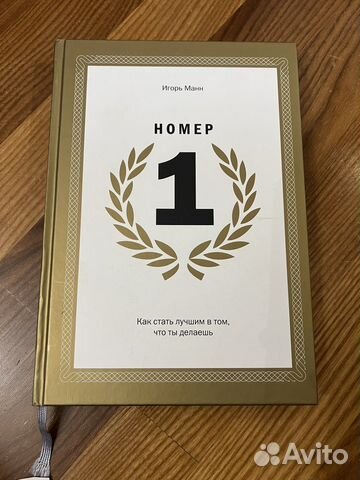 Игорь Манн
НОМЕР
1
Как стать лучшим в том,
что ты делаешь
Avito